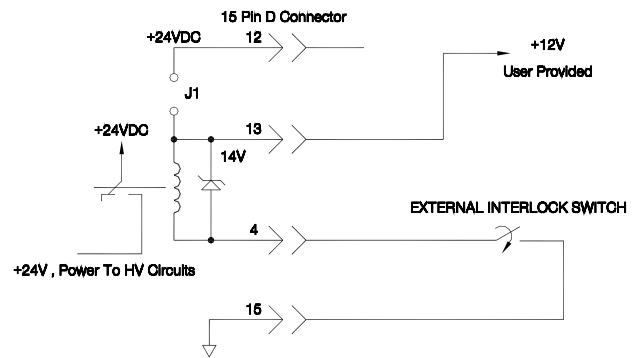 15 Pin D Connector
+24VDC
12
+12V
User Provided
J1
+24VDC
13
14V
EXTERNAL INTERLOCK SWITCH
4
+24V , Power To HV Circuits
15